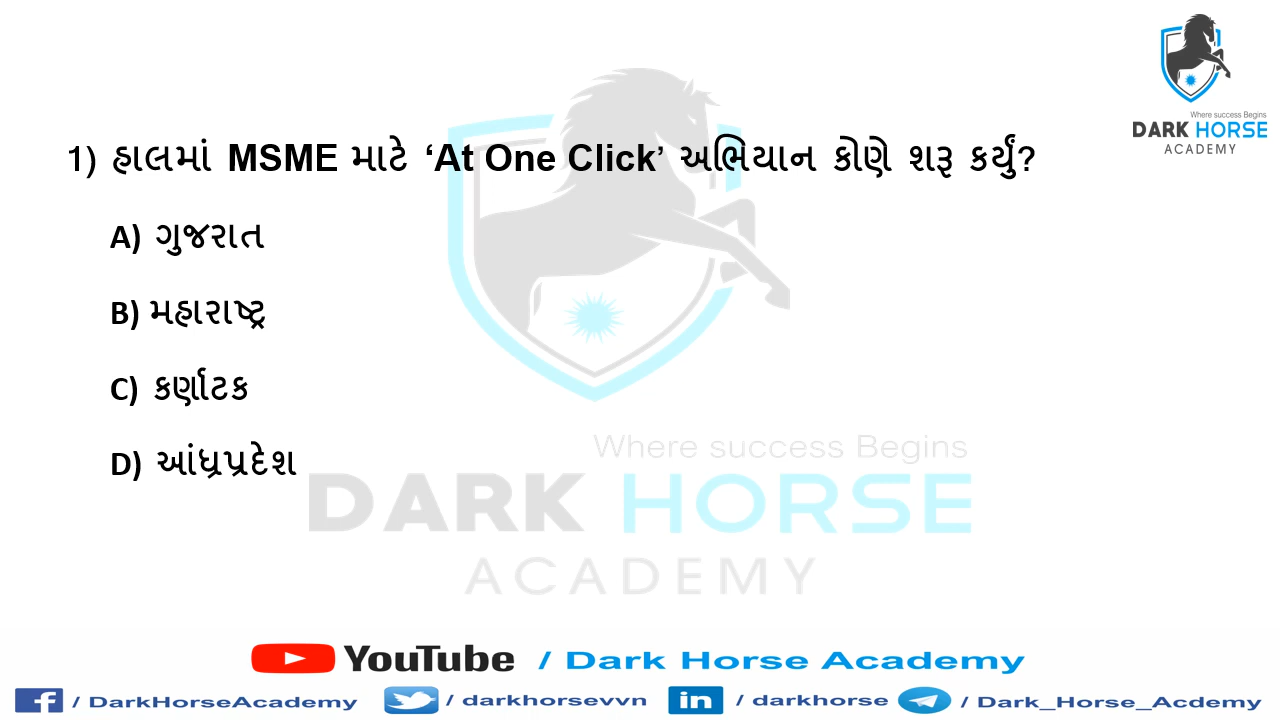 Where success Begins
DARK HORSE
ACADEMY
1) હાલમાં MSME માટે ‘At One Click’ અભિયાન કોણે શરૂ કર્યું?
A) ગુજરાત
B) મહારાષ્ટ્ર
C) કર્ણાટક
D) આંધ્રપ્રદેશ
Where success Begins
DARK HORSE
ACADEMY
YouTube / Dark Horse Academy
/ DarkHorseAcademy / darkhorsevvn in / darkhorse / Dark_Horse_Acdemy